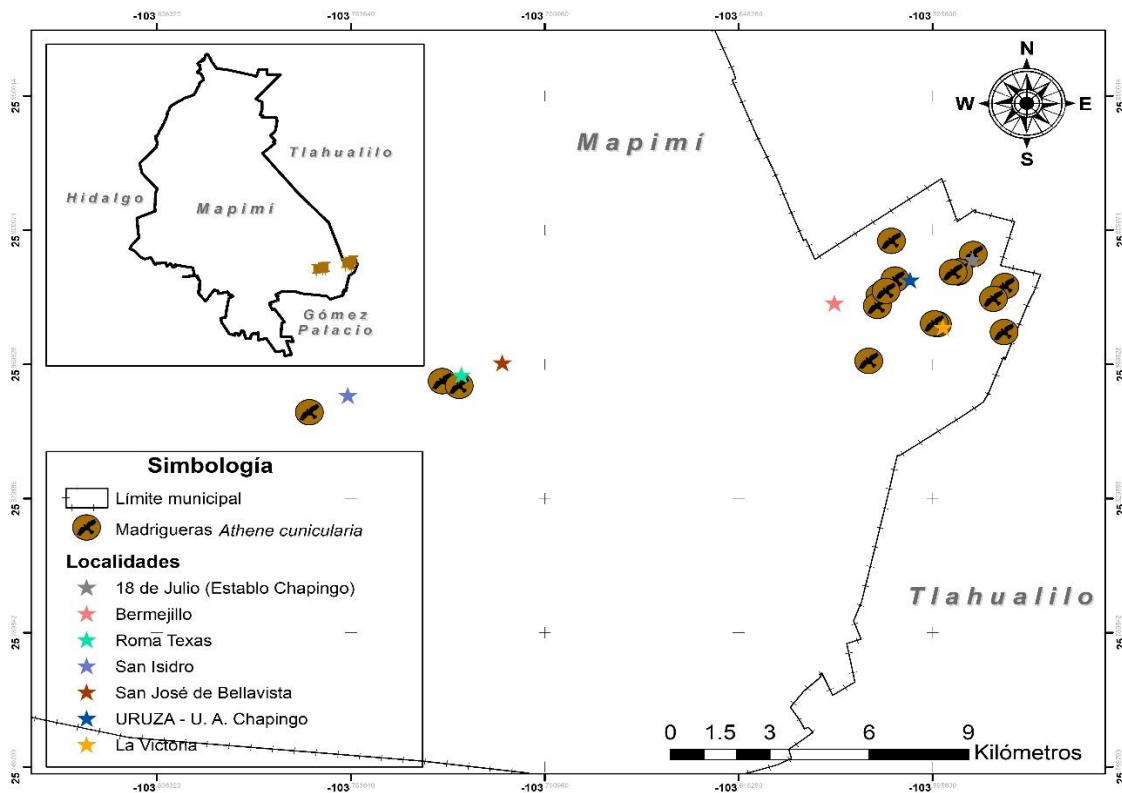 -103
-103
-103
-103
-103
N
W
E
S
Mapimí
Tlahualilo
Hidalgo
Mapimí
Gómez
Palacio
Simbología
Límite municipal
Madrigueras Athene cunicularia
Localidades
18 de Julio (Establo Chapingo)
Bermejillo
Roma Texas
San Isidro
San José de Bellavista
URUZA - U. A. Chapingo
La Victoria
Tlahualilo
0 1.5 3 6 9
Kilómetros
25
25
25
25
25
25
-103
-103
-103
-103
-103